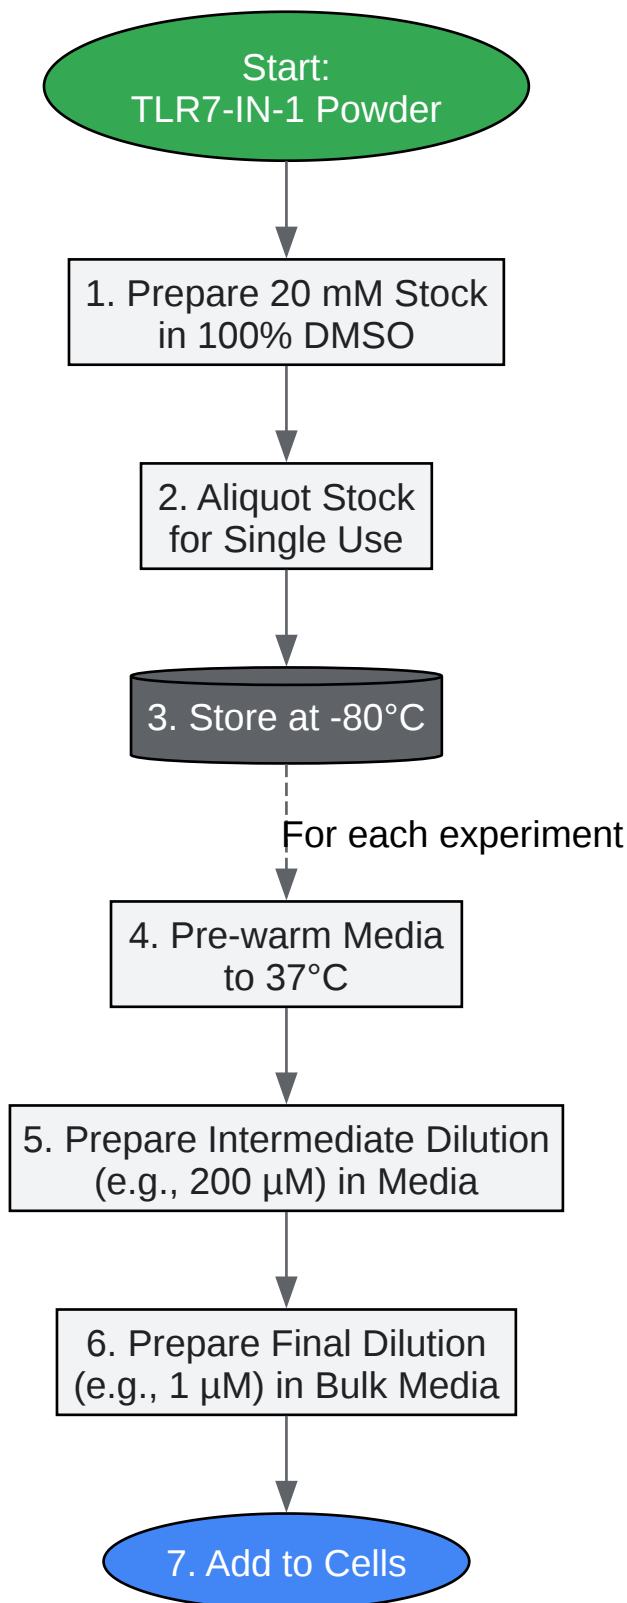 Start:
TLR7-IN-1 Powder
1. Prepare 20 mM Stock
in 100% DMSO
2. Aliquot Stock
for Single Use
3. Store at -80°C
For each experiment
4. Pre-warm Media
to 37°C
5. Prepare Intermediate Dilution
(e.g., 200 µM) in Media
6. Prepare Final Dilution
(e.g., 1 µM) in Bulk Media
7. Add to Cells